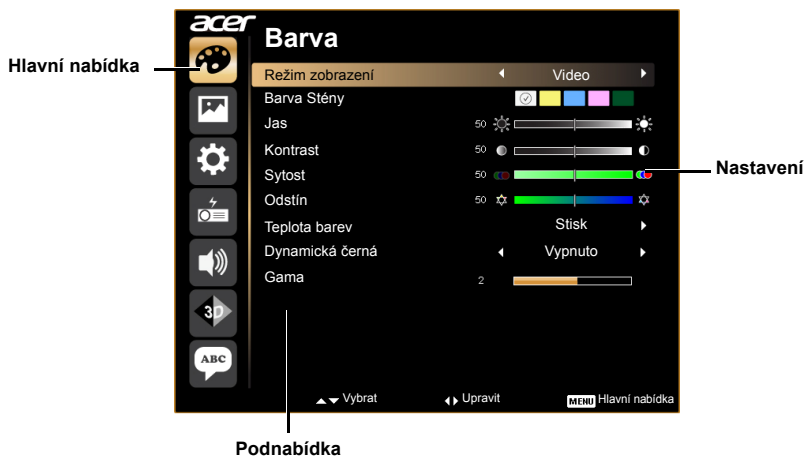 acer
Barva
Hlavní nabídka
Režim zobrazení Video
Barva Stény
Jas 50
Kontrast 50
Sytost 50
Nastavení
Odstín 50
Teplota barev Stisk
Dynamická černá Vypnuto
Gama 2
3D
ABC
Vybrat Upravit MENU Hlavní nabídka
Podnabídka